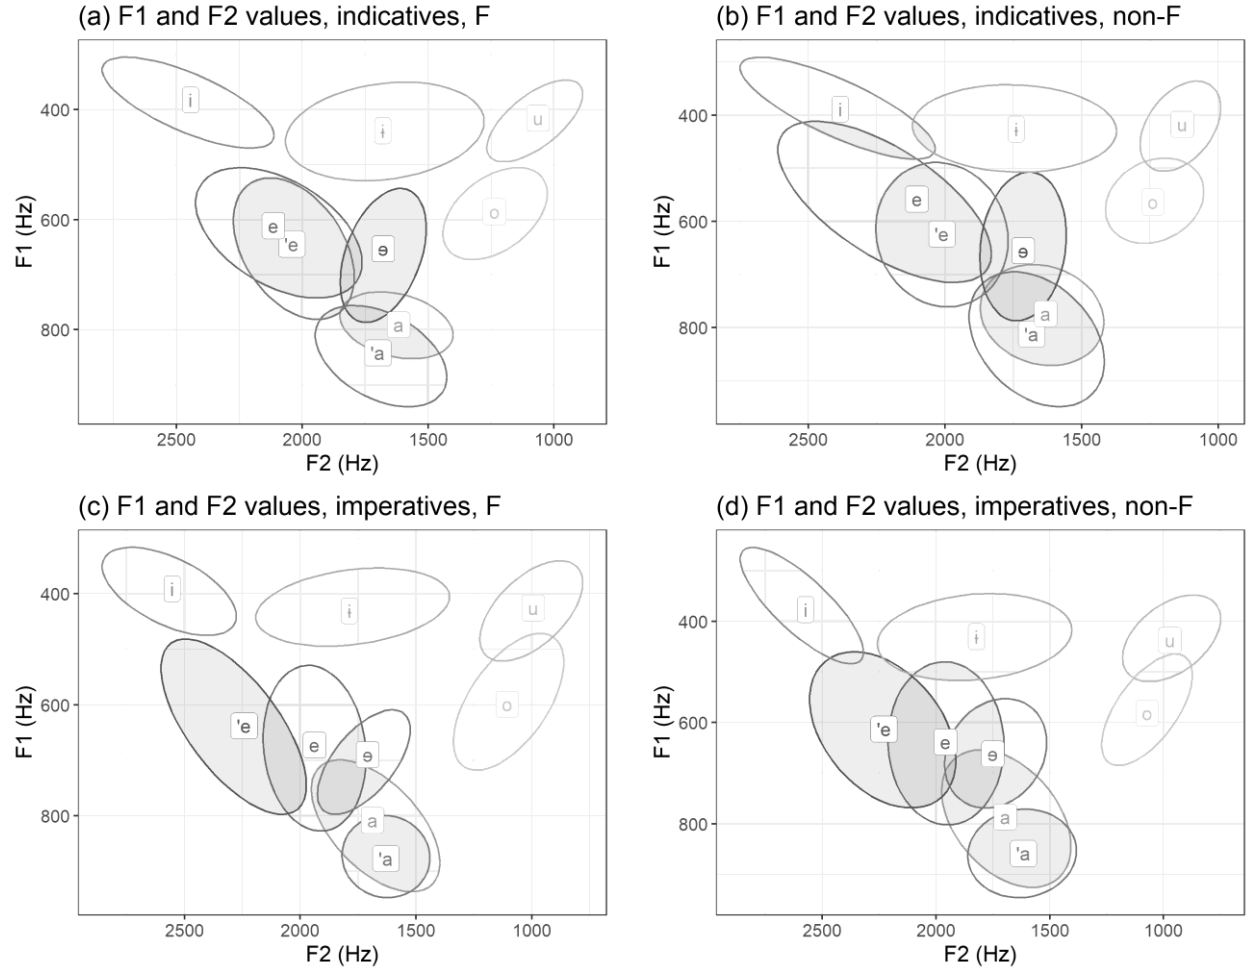 (a) F1 and F2 values, indicatives, F
400
600
800
F1 (Hz)
i
ɨ
u
e
'e
ɘ
o
a
'a
2500
2000
1500
1000
F2 (Hz)
(b) F1 and F2 values, indicatives, non-F
400
600
800
F1 (Hz)
i
ɨ
u
e
'e
ɘ
o
a
'a
2500
2000
1500
1000
F2 (Hz)
(c) F1 and F2 values, imperatives, F
400
600
800
F1 (Hz)
i
ɨ
u
'e
e
ɘ
o
a
'a
2500
2000
1500
1000
F2 (Hz)
(d) F1 and F2 values, imperatives, non-F
400
600
800
F1 (Hz)
i
ɨ
u
'e
e
ɘ
o
a
'a
2500
2000
1500
1000
F2 (Hz)